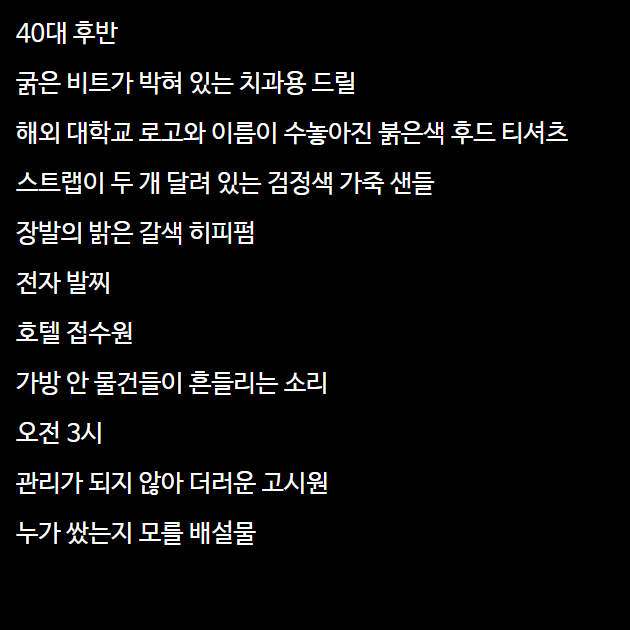 40대 후반
굵은 비트가 박혀 있는 치과용 드릴
해외 대학교 로고와 이름이 수놓아진 붉은색 후드 티셔츠
스트랩이 두 개 달려 있는 검정색 가죽 샌들
장발의 밝은 갈색 히피펌
전자 발찌
호텔 접수원
가방 안 물건들이 흔들리는 소리
오전 3시
관리가 되지 않아 더러운 고시원
누가 쌌는지 모를 배설물